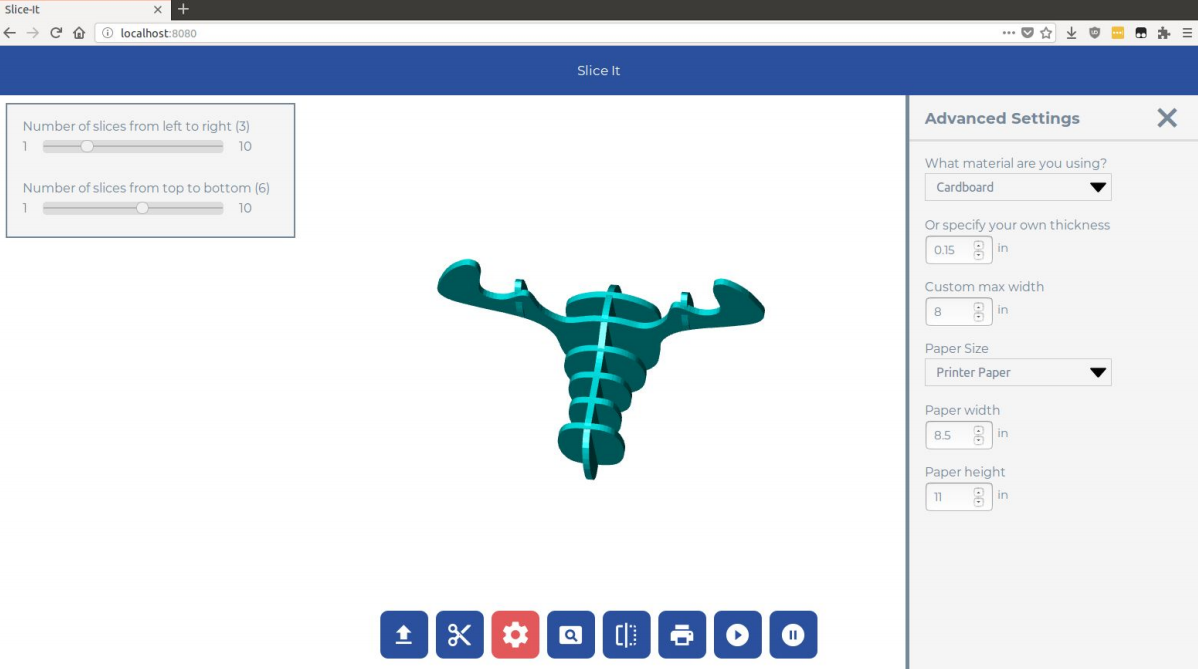 Slice-It
localhost:8080
Slice It
Number of slices from left to right (3)
1 10
Number of slices from top to bottom (6)
1 10
Advanced Settings
What material are you using?
Cardboard
Or specify your own thickness
0.15 in
Custom max width
8 in
Paper Size
Printer Paper
Paper width
8.5 in
Paper height
11 in